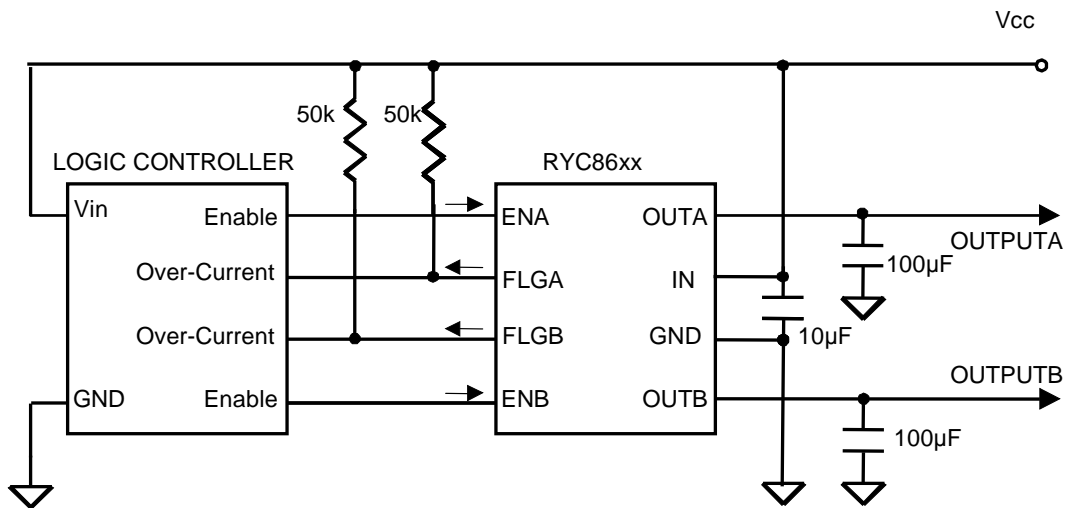 Vcc
50k
50k
LOGIC CONTROLLER
RYC86xx
Vin
Enable
ENA
OUTA
OUTPUTA
Over-Current
FLGA
IN
100µF
Over-Current
FLGB
GND
10µF
GND
Enable
ENB
OUTB
OUTPUTB
100µF